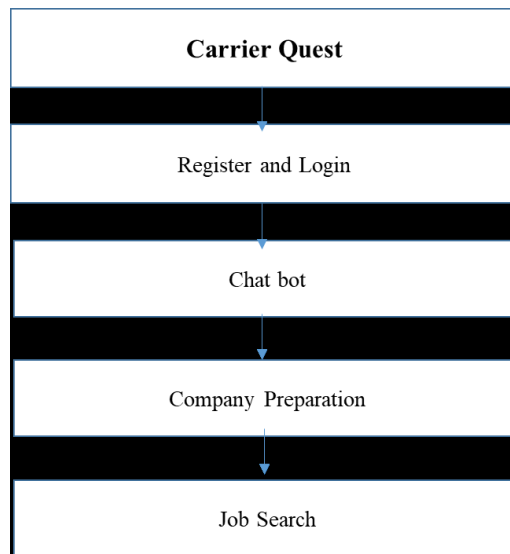 Carrier Quest
Register and Login
Chat bot
Company Preparation
Job Search